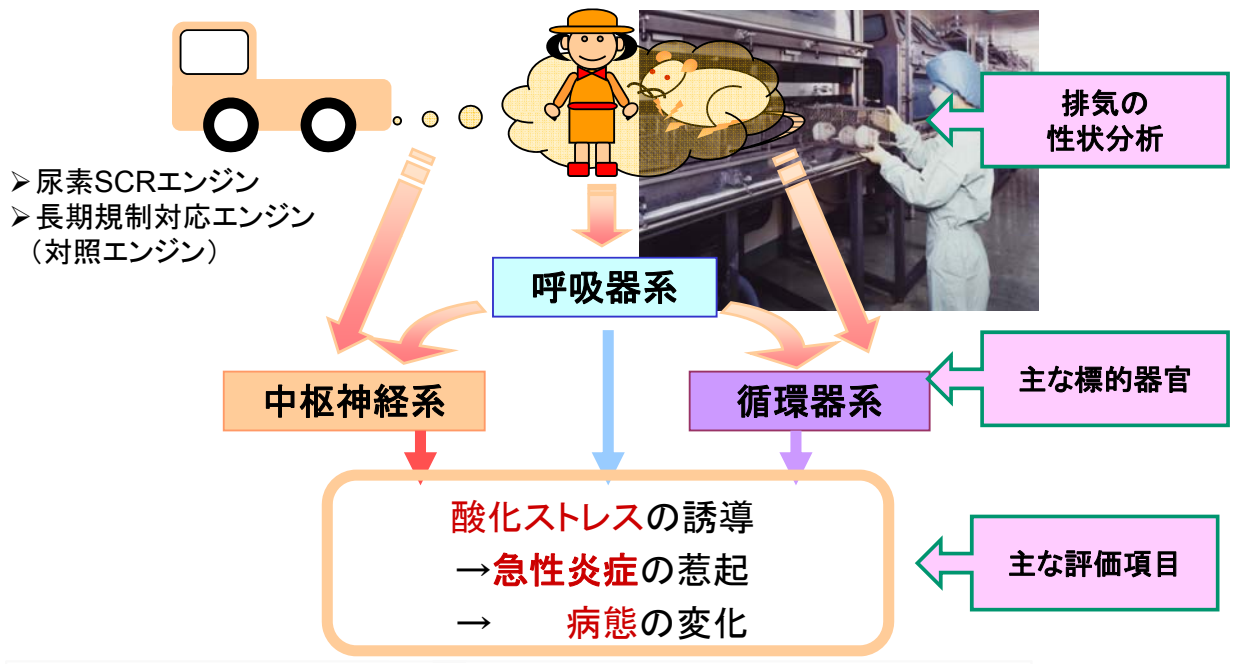 ➢尿素SCRエンジン
➢長期規制対応エンジン
（対照エンジン）
排気の
性状分析
呼吸器系
中枢神経系
循環器系
主な標的器官
酸化ストレスの誘導
→急性炎症の惹起
→　病態の変化
主な評価項目